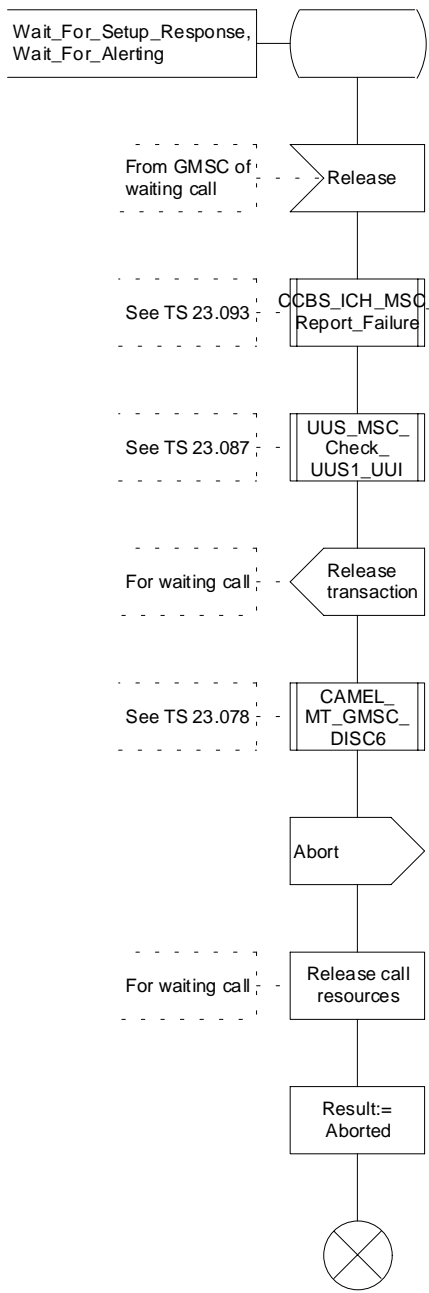 Wait_For_Setup_Response,
Wait_For_Alerting
From GMSC of
waiting call
Release
See TS 23.093
CCBS_ICH_MSC_
Report_Failure
See TS 23.087
UUS_MSC_
Check_
UUS1_UUI
For waiting call
Release
transaction
See TS 23.078
CAMEL_
MT_GMSC_
DISC6
Abort
For waiting call
Release call
resources
Result:=
Aborted